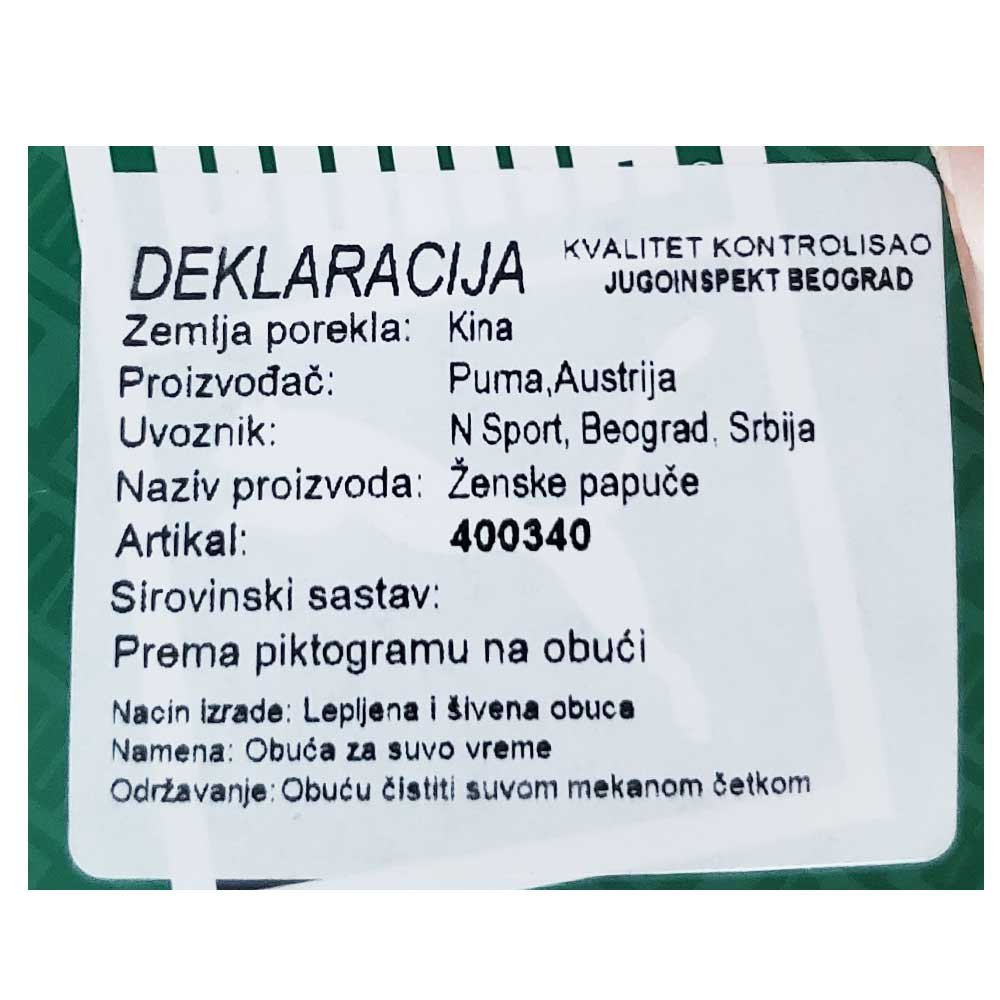 DEKLARACIJA
KVALITET KONTROLISAO
JUGOINSPEKT BEOGRAD
Zemlja porekla: Kina
Proizvođač: Puma,Austrija
Uvoznik: N Sport, Beograd, Srbija
Naziv proizvoda: Ženske papuče
Artikal: 400340
Sirovinski sastav:
Prema piktogramu na obući
Nacin izrade: Lepljena i šivena obuca
Namena: Obuća za suvo vreme
Održavanje: Obuću čistiti suvom mekanom četkom